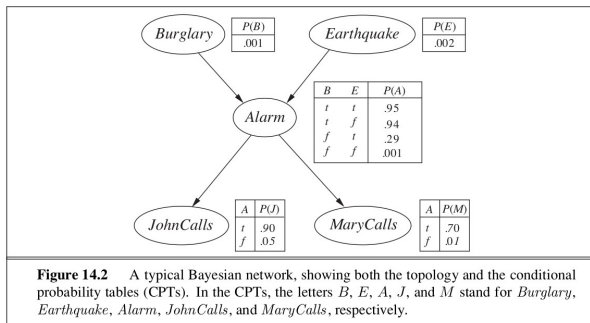 Burglary
P(B)
.001
Earthquake
P(E)
.002
Alarm
B E P(A)
t t .95
t f .94
f t .29
f f .001
JohnCalls
A P(J)
t .90
f .05
MaryCalls
A P(M)
t .70
f .01
Figure 14.2 A typical Bayesian network, showing both the topology and the conditional
probability tables (CPTs). In the CPTs, the letters B, E, A, J, and M stand for Burglary,
Earthquake, Alarm, JohnCalls, and MaryCalls, respectively.